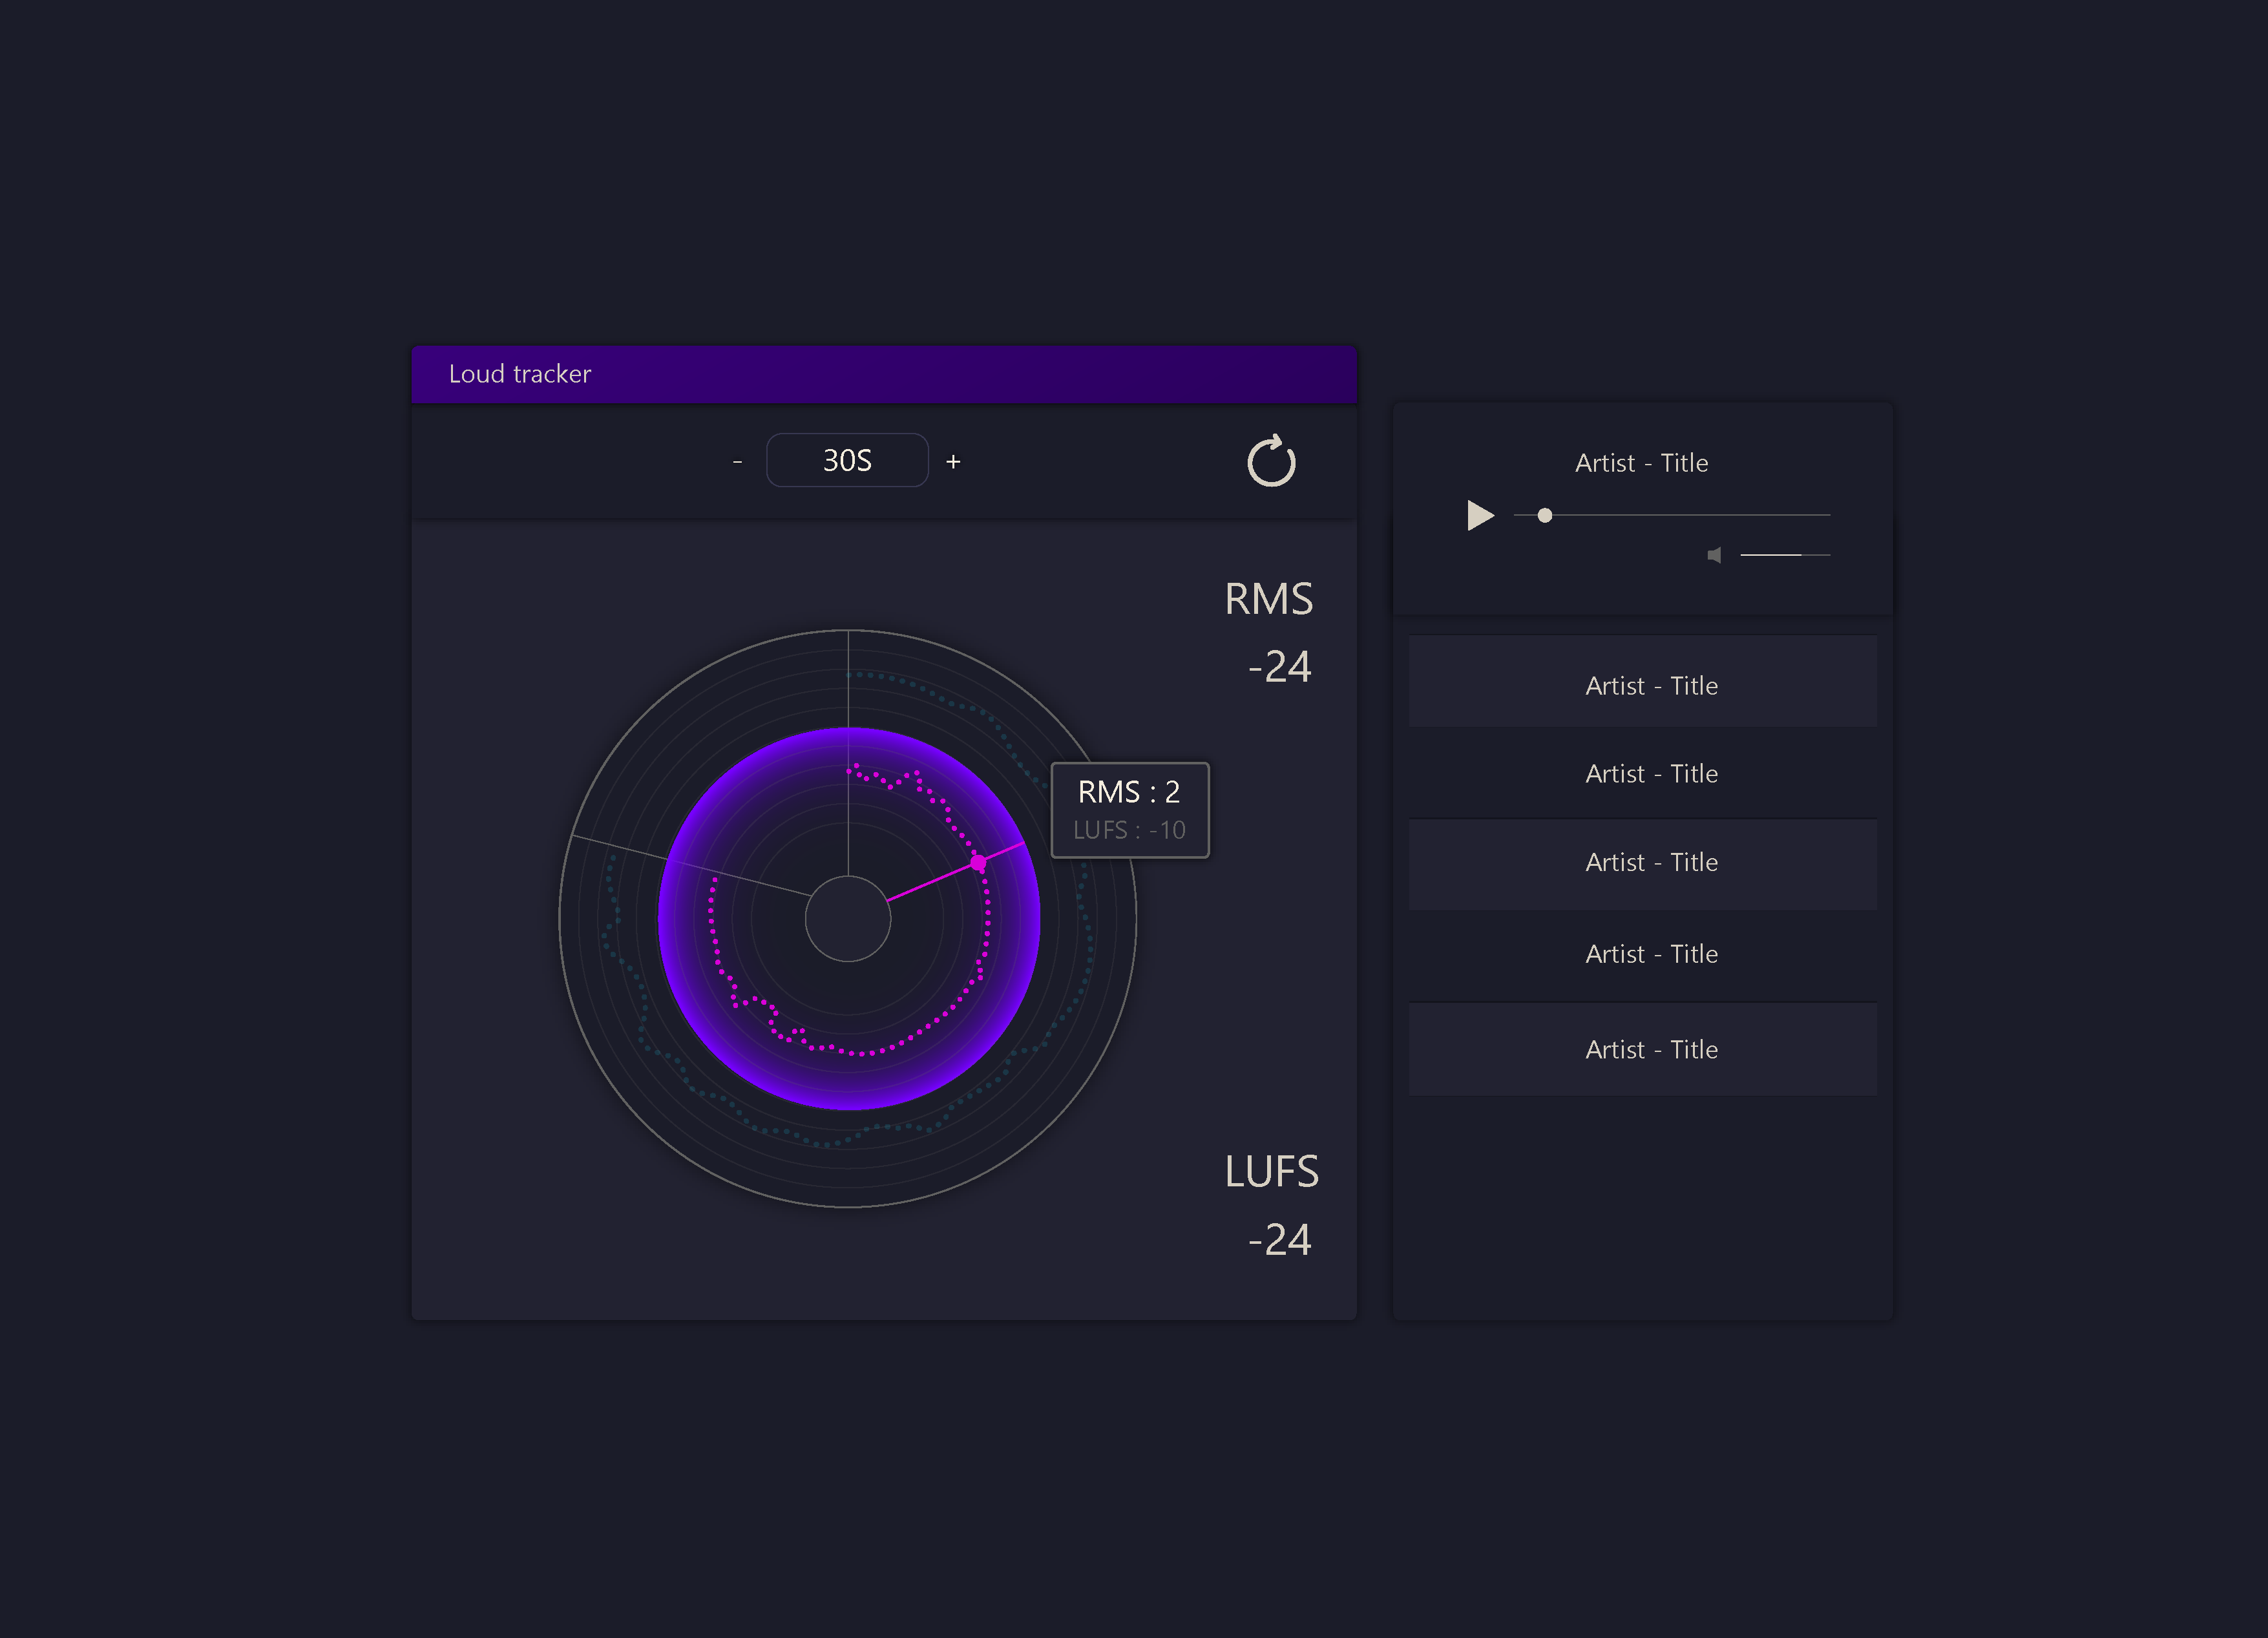 Loud tracker
- 30S +
RMS
-24
RMS : 2
LUFS : -10
LUFS
-24
Artist - Title
Artist - Title
Artist - Title
Artist - Title
Artist - Title
Artist - Title